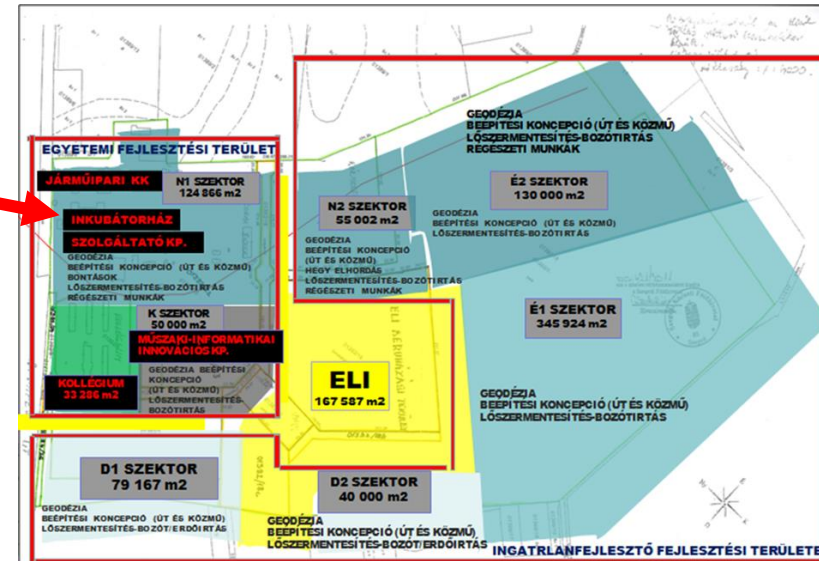 EGYETEMI FEJLESZTÉSI TERÜLET
JÁRMŰIPARI KK
N1 SZEKTOR
124 866 m2
INKUBÁTORHÁZ
SZOLGÁLTATÓ KP.
GEODÉZIA
BEÉPÍTÉSI KONCEPCIÓ (ÚT ÉS KÖZMŰ)
BONTÁSOK
LŐSZERMENTESÍTÉS-BOZÓTIRTÁS
RÉGÉSZETI MUNKÁK
K SZEKTOR
50 000 m2
MŰSZAKI-INFORMATIKAI
INNOVÁCIÓS KP.
KOLLÉGIUM
33 286 m2
GEODÉZIA BEÉPÍTÉSI
KONCEPCIÓ
(ÚT ÉS KÖZMŰ)
LŐSZERMENTESÍTÉS-
BOZÓTIRTÁS
N2 SZEKTOR
55 002 m2
GEODÉZIA
BEÉPÍTÉSI KONCEPCIÓ
(ÚT ÉS KÖZMŰ)
HEGY ELHORDÁS
LŐSZERMENTESÍTÉS-BOZÓTIRTÁS
RÉGÉSZETI MUNKÁK
GEODÉZIA
BEÉPÍTÉSI KONCEPCIÓ (ÚT ÉS KÖZMŰ)
LŐSZERMENTESÍTÉS-BOZÓTIRTÁS
RÉGÉSZETI MUNKÁK
É2 SZEKTOR
130 000 m2
GEODÉZIA
BEÉPÍTÉSI KONCEPCIÓ (ÚT ÉS KÖZMŰ)
LŐSZERMENTESÍTÉS-BOZÓTIRTÁS
É1 SZEKTOR
345 924 m2
GEODÉZIA
BEÉPÍTÉSI KONCEPCIÓ (ÚT ÉS KÖZMŰ)
LŐSZERMENTESÍTÉS-BOZÓTIRTÁS
ELI
167 587 m2
D1 SZEKTOR
79 167 m2
GEODÉZIA
BEÉPÍTÉSI KONCEPCIÓ (ÚT ÉS KÖZMŰ)
LŐSZERMENTESÍTÉS-BOZÓT/ERDŐIRTÁS
D2 SZEKTOR
40 000 m2
GEODÉZIA
BEÉPÍTÉSI KONCEPCIÓ (ÚT ÉS KÖZMŰ)
LŐSZERMENTESÍTÉS-BOZÓT/ERDŐIRTÁS
INGATRLANFEJLESZTŐ FEJLESZTÉSI TERÜLETE